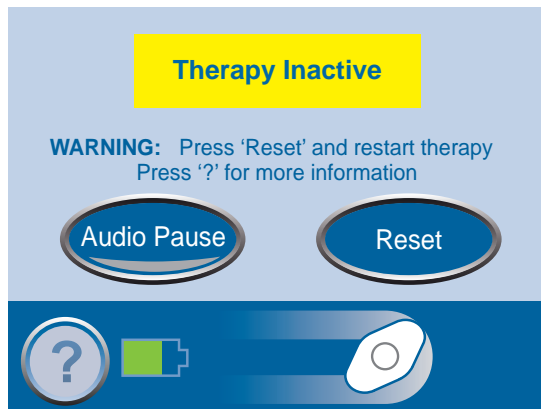 Therapy Inactive
WARNING: Press ‘Reset’ and restart therapy
Press ‘?’ for more information
Audio Pause
Reset
?